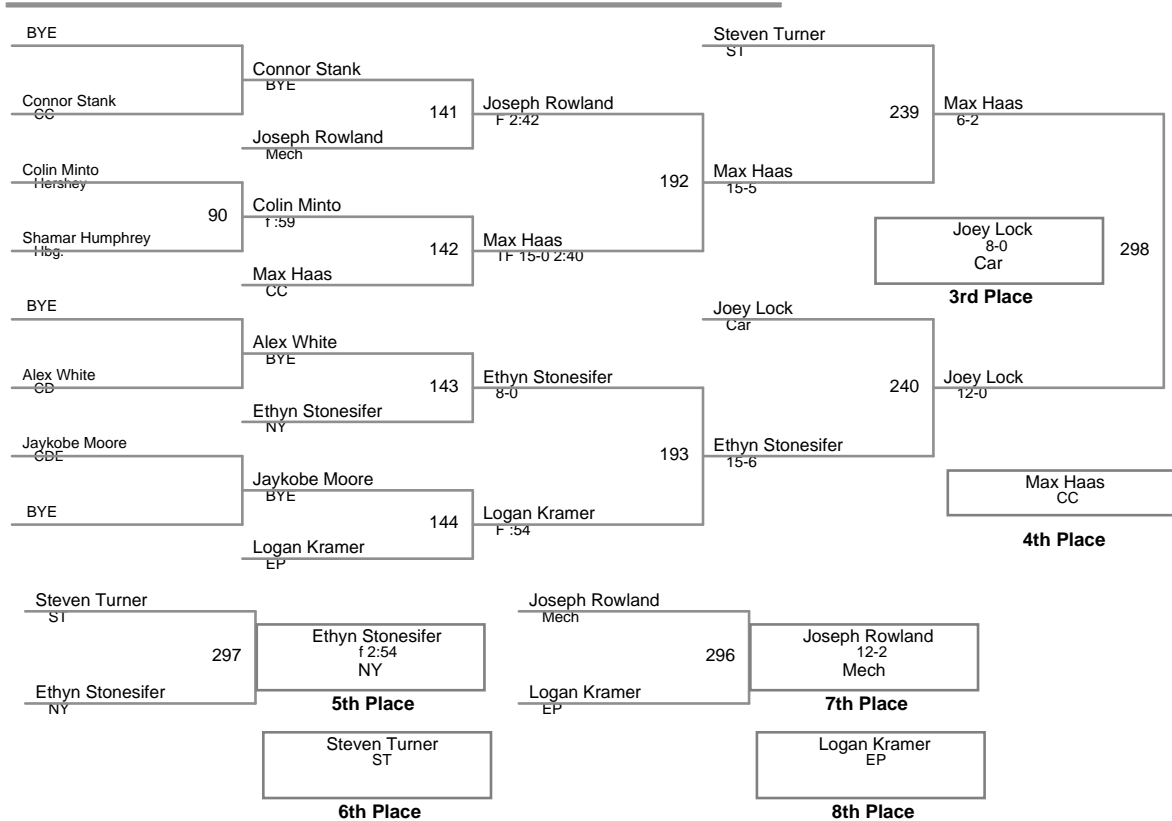 BYE
Connor Stank
CC
Colin Minto
Hershey
Shamar Humphrey
Hbg.
BYE
Alex White
CD
Jaykobe Moore
CDE
BYE
90
Connor Stank
BYE
Joseph Rowland
Mech
Colin Minto
f :59
Max Haas
CC
Alex White
BYE
Ethyn Stonesifer
NY
Jaykobe Moore
BYE
Logan Kramer
EP
141
142
143
144
Joseph Rowland
F 2:42
Max Haas
TF 15-0 2:40
Ethyn Stonesifer
8-0
Logan Kramer
F :54
192
193
Steven Turner
ST
Max Haas
15-5
Joey Lock
Car
Ethyn Stonesifer
15-6
239
240
Max Haas
6-2
Joey Lock
12-0
298
Joey Lock
8-0
Car
3rd Place
Max Haas
CC
4th Place
Steven Turner
ST
Ethyn Stonesifer
NY
297
Ethyn Stonesifer
f 2:54
NY
5th Place
Steven Turner
ST
6th Place
Joseph Rowland
Mech
Logan Kramer
EP
296
Joseph Rowland
12-2
Mech
7th Place
Logan Kramer
EP
8th Place